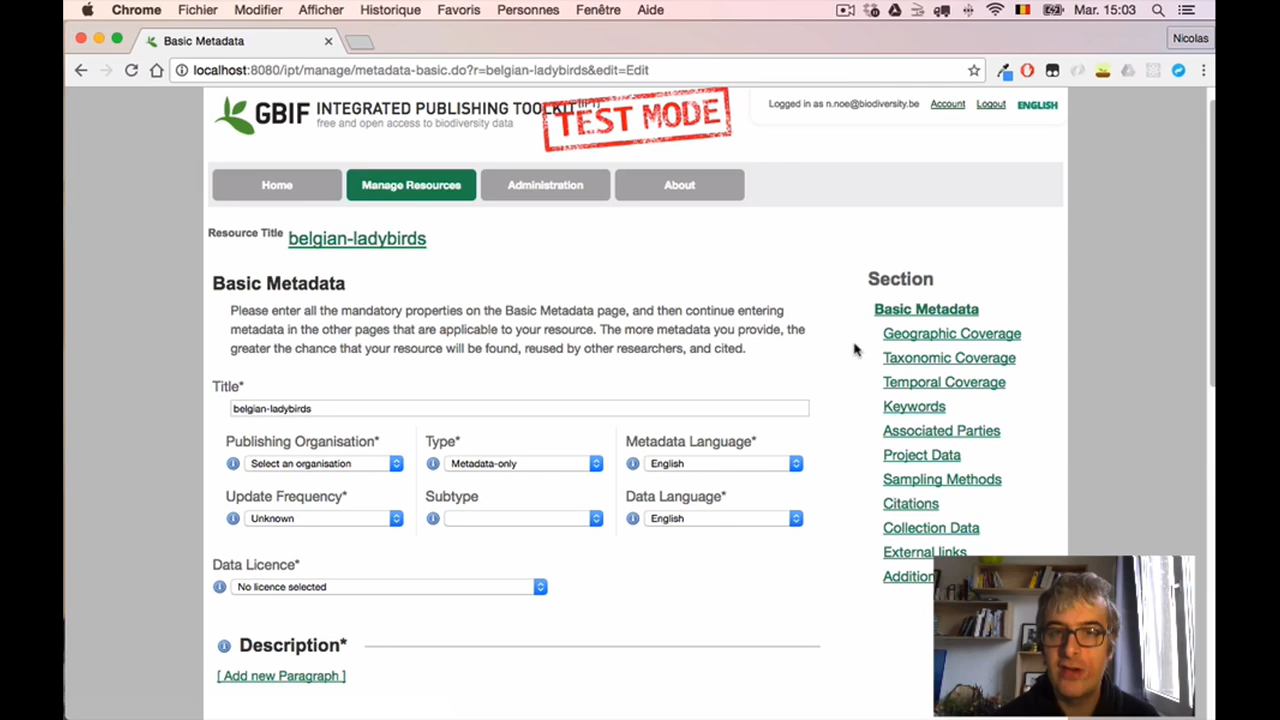 Chrome Fichier Modifier Afficher Historique Favoris Personnes Fenêtre Aide Mar. 15:03
Basic Metadata
Nicolas
localhost:8080/ipt/manage/metadata-basic.do?r=belgian-ladybirds&edit=Edit
GBIF INTEGRATED PUBLISHING TOOLKIT(IPT)
free and open access to biodiversity data
TEST MODE
Logged in as n.noe@biodiversity.be Account Logout ENGLISH
Home Manage Resources Administration About
Resource Title belgian-ladybirds
Basic Metadata
Please enter all the mandatory properties on the Basic Metadata page, and then continue entering
metadata in the other pages that are applicable to your resource. The more metadata you provide, the
greater the chance that your resource will be found, reused by other researchers, and cited.
Title*
belgian-ladybirds
Publishing Organisation* Type* Metadata Language*
Select an organisation Metadata-only English
Update Frequency* Subtype Data Language*
Unknown English
Data Licence*
No licence selected
Description*
[ Add new Paragraph ]
Section
Basic Metadata
Geographic Coverage
Taxonomic Coverage
Temporal Coverage
Keywords
Associated Parties
Project Data
Sampling Methods
Citations
Collection Data
External links
Addition